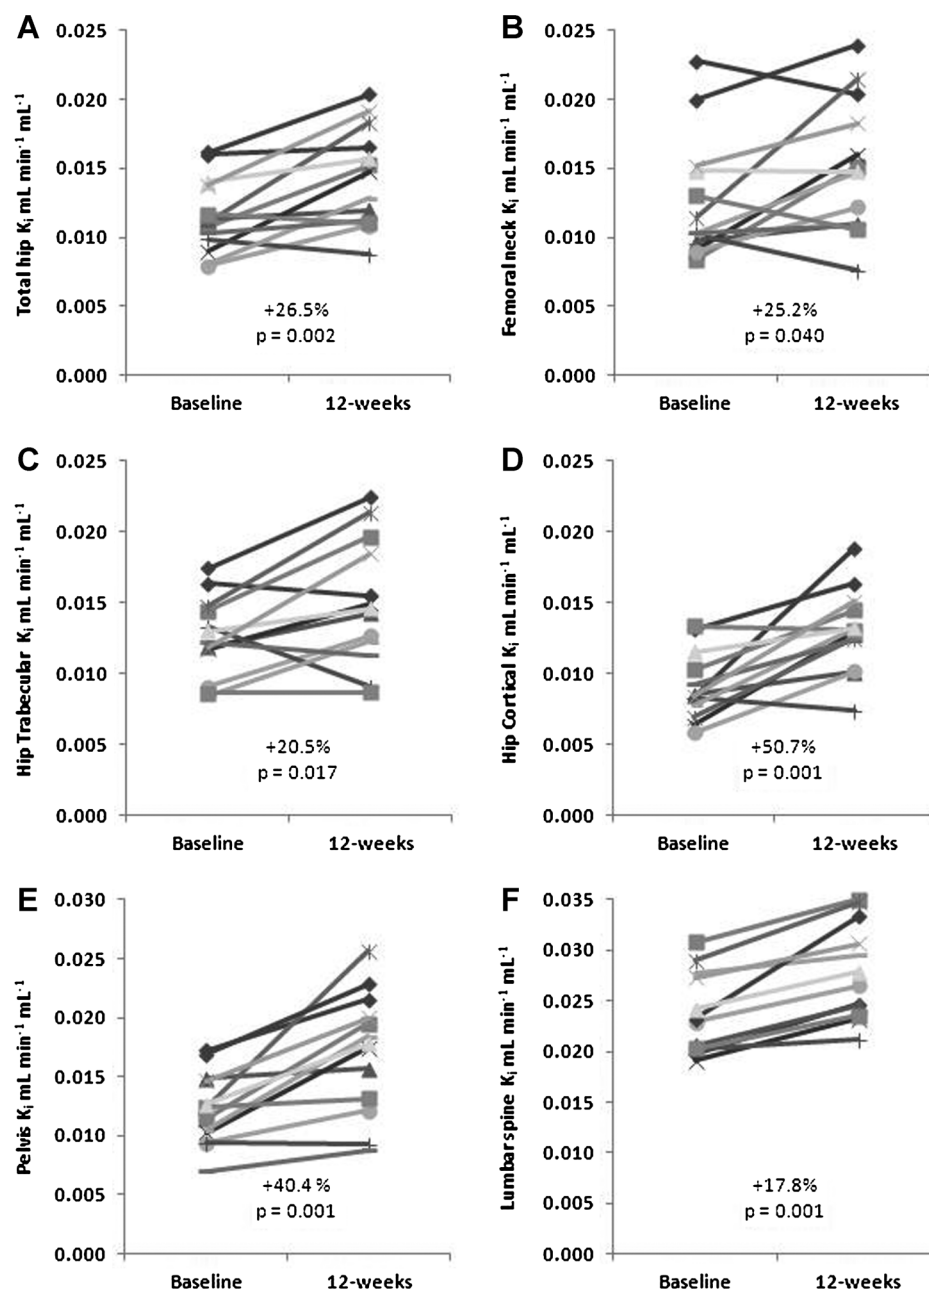 A
Total hip Kᵢ mL min⁻¹ mL⁻¹
0.025
0.020
0.015
0.010
0.005
0.000
+26.5%
p = 0.002
Baseline 12-weeks
B
Femoral neck Kᵢ mL min⁻¹ mL⁻¹
0.025
0.020
0.015
0.010
0.005
0.000
+25.2%
p = 0.040
Baseline 12-weeks
C
Hip Trabecular Kᵢ mL min⁻¹ mL⁻¹
0.025
0.020
0.015
0.010
0.005
0.000
+20.5%
p = 0.017
Baseline 12-weeks
D
Hip Cortical Kᵢ mL min⁻¹ mL⁻¹
0.025
0.020
0.015
0.010
0.005
0.000
+50.7%
p = 0.001
Baseline 12-weeks
E
Pelvis Kᵢ mL min⁻¹ mL⁻¹
0.030
0.025
0.020
0.015
0.010
0.005
0.000
+40.4 %
p = 0.001
Baseline 12-weeks
F
Lumbar spine Kᵢ mL min⁻¹ mL⁻¹
0.035
0.030
0.025
0.020
0.015
0.010
0.005
0.000
+17.8%
p = 0.001
Baseline 12-weeks